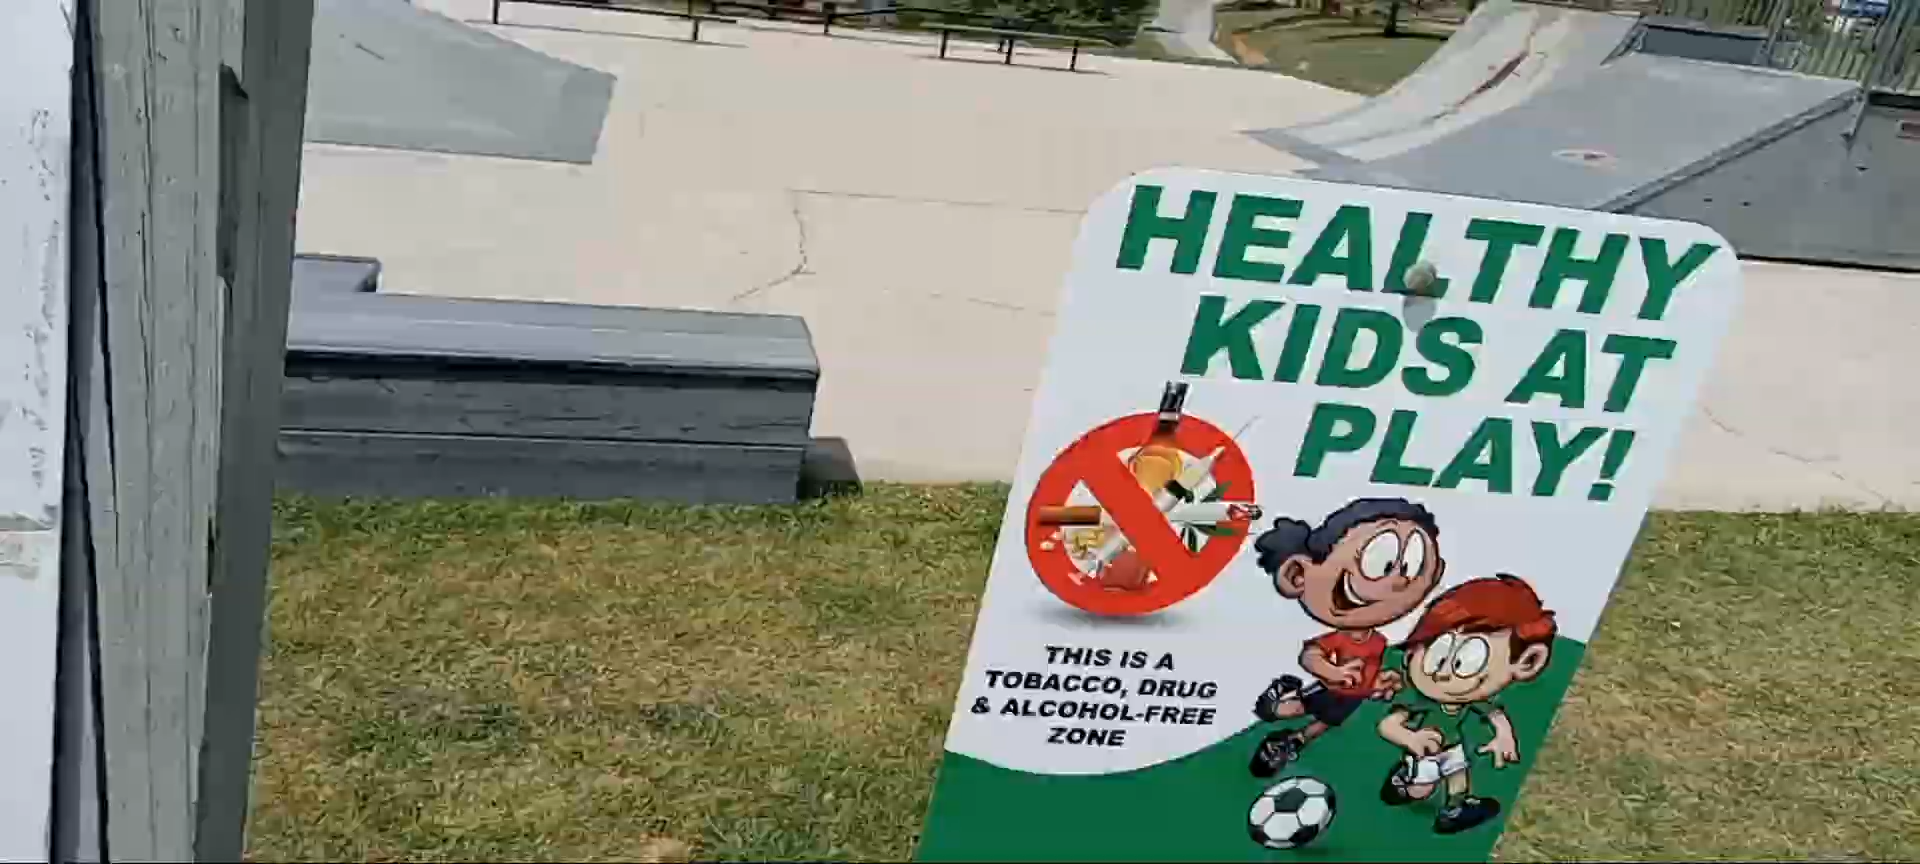 HEALTHY
KIDS AT
PLAY!
THIS IS A
TOBACCO, DRUG
& ALCOHOL-FREE
ZONE